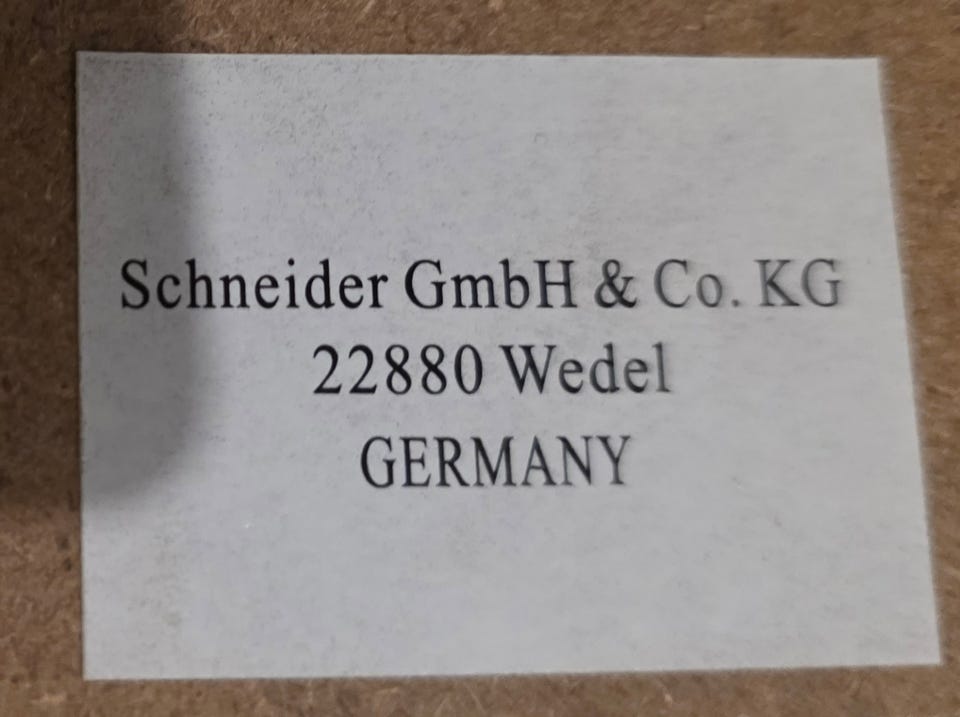 Schneider GmbH & Co. KG
22880 Wedel
GERMANY